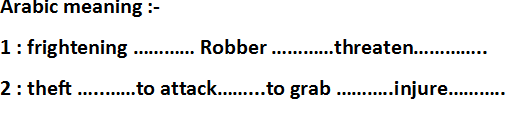 Arabic meaning :-
1 : frightening ………… Robber …………threaten…………..
2 : theft ………..to attack……...to grab ………..injure………..